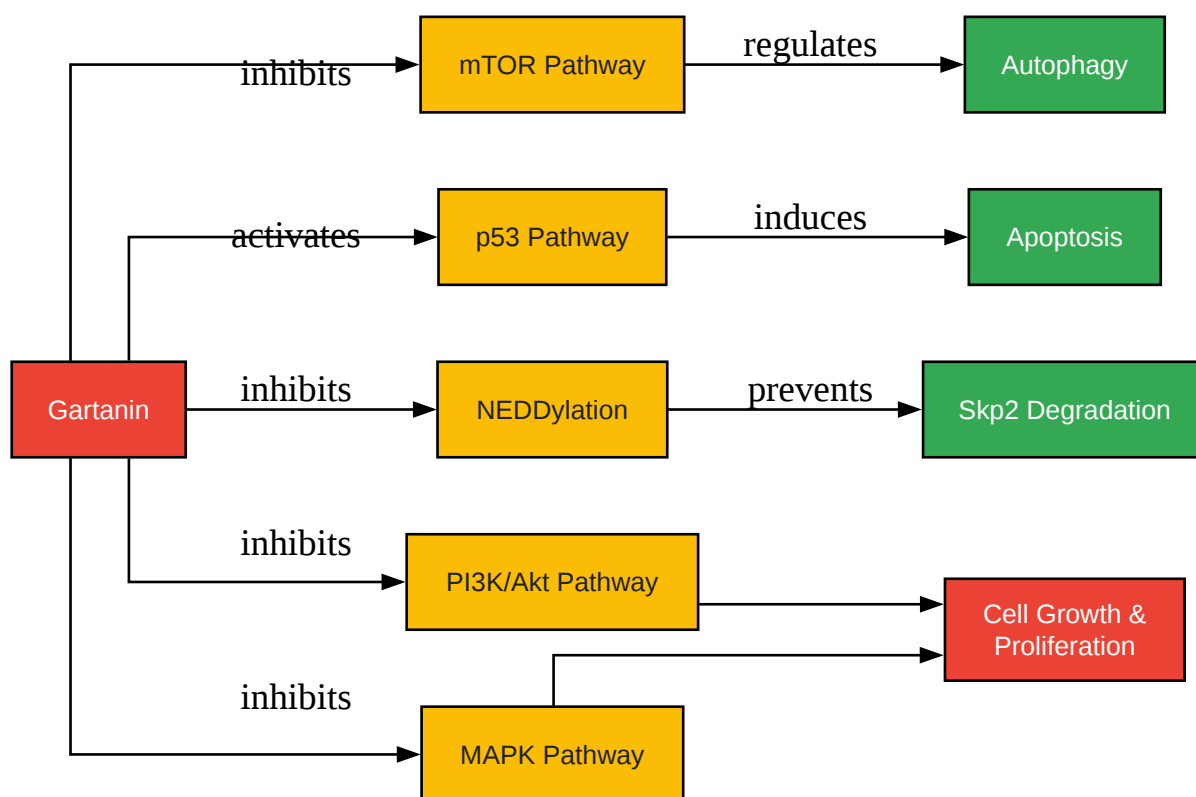 inhibits
mTOR Pathway
regulates
Autophagy
activates
p53 Pathway
induces
Apoptosis
Gartanin
inhibits
NEDDylation
prevents
Skp2 Degradation
inhibits
PI3K/Akt Pathway
Cell Growth &
Proliferation
inhibits
MAPK Pathway